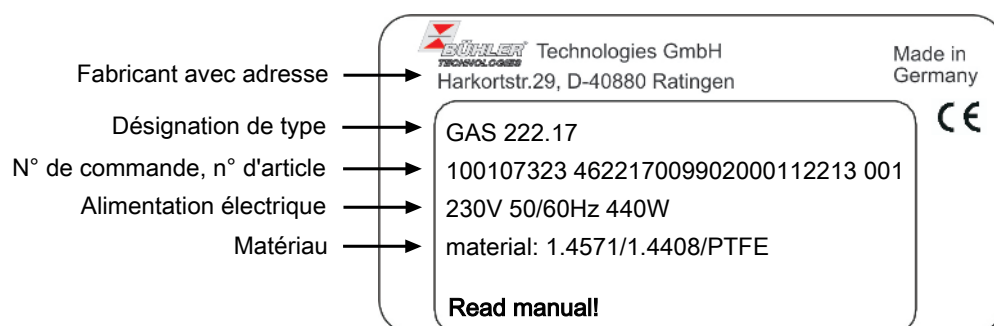 BÜHLER Technologies GmbH
TECHNOLOGIES
Made in
Germany
Fabricant avec adresse
Harkortstr.29, D-40880 Ratingen
CE
Désignation de type
GAS 222.17
N° de commande, n° d'article
100107323 462217009902000112213 001
Alimentation électrique
230V 50/60Hz 440W
Matériau
material: 1.4571/1.4408/PTFE
Read manual!